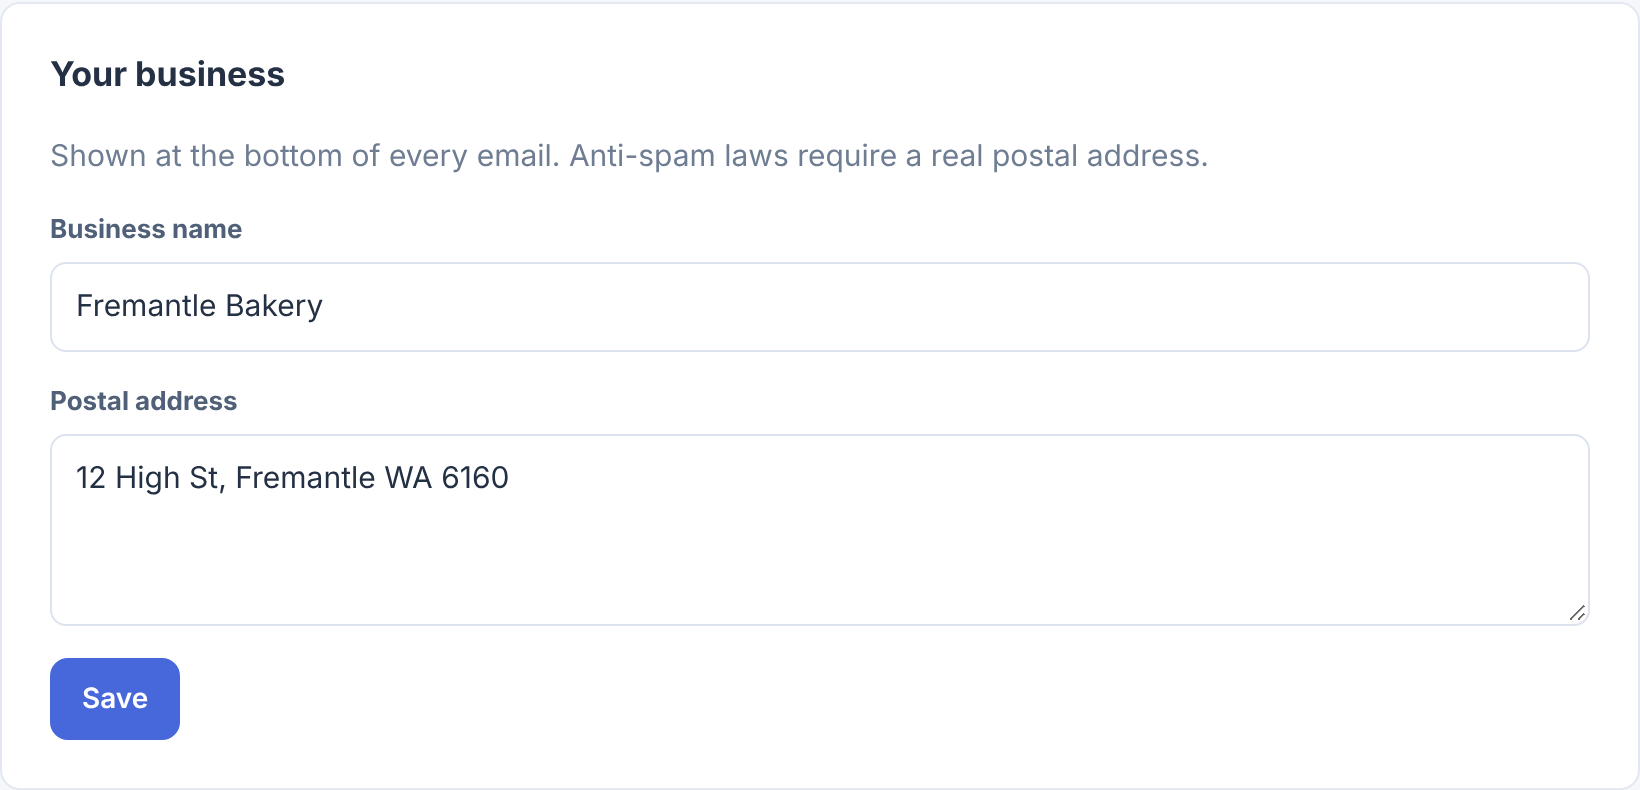 Your business
Shown at the bottom of every email. Anti-spam laws require a real postal address.
Business name
Fremantle Bakery
Postal address
12 High St, Fremantle WA 6160
Save